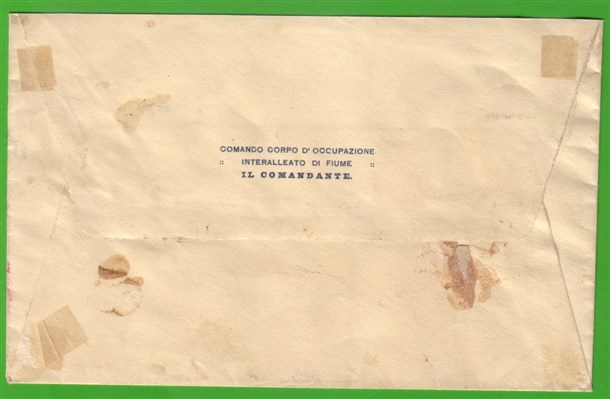 COMANDO CORPO D' OCCUPAZIONE
:: INTERALLEATO DI FIUME ::
IL COMANDANTE.